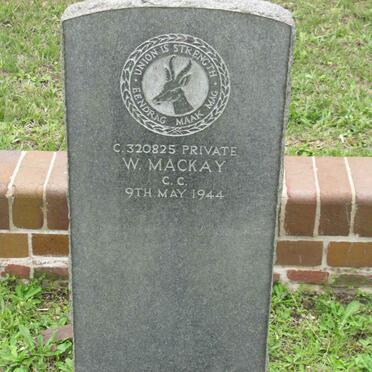 UNION IS STRENGTH
EENDRAG MAAK MAG
C. 320825 PRIVATE
W. MACKAY
C. C.
9TH MAY 1944